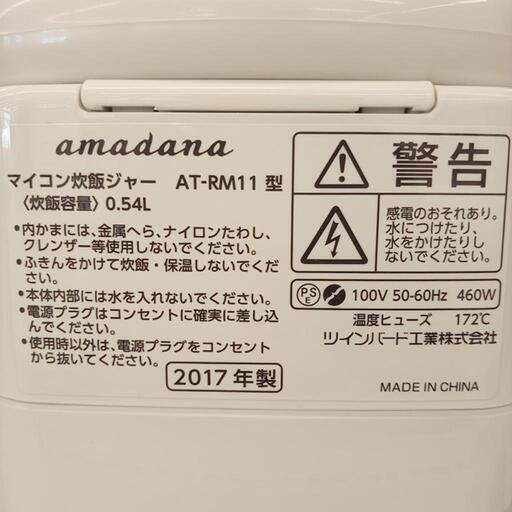 amadana
マイコン炊飯ジャー AT-RM11 型
〈炊飯容量〉0.54L
•内かまには、金属へら、ナイロンたわし、
クレンザー等使用しないでください。
•ふきんをかけて炊飯・保温しないでくだ
さい。
•本体内部には水を入れないでください。
•電源プラグはコンセントに確実に差し込
んでください。
•使用時以外は、電源プラグをコンセント
から抜いてください。
2017 年製
警告
感電のおそれあり。
水につけたり、
水をかけたりし
ないでください。
PSE 100V 50-60Hz 460W
温度ヒューズ 172℃
ツインバード工業株式会社
MADE IN CHINA